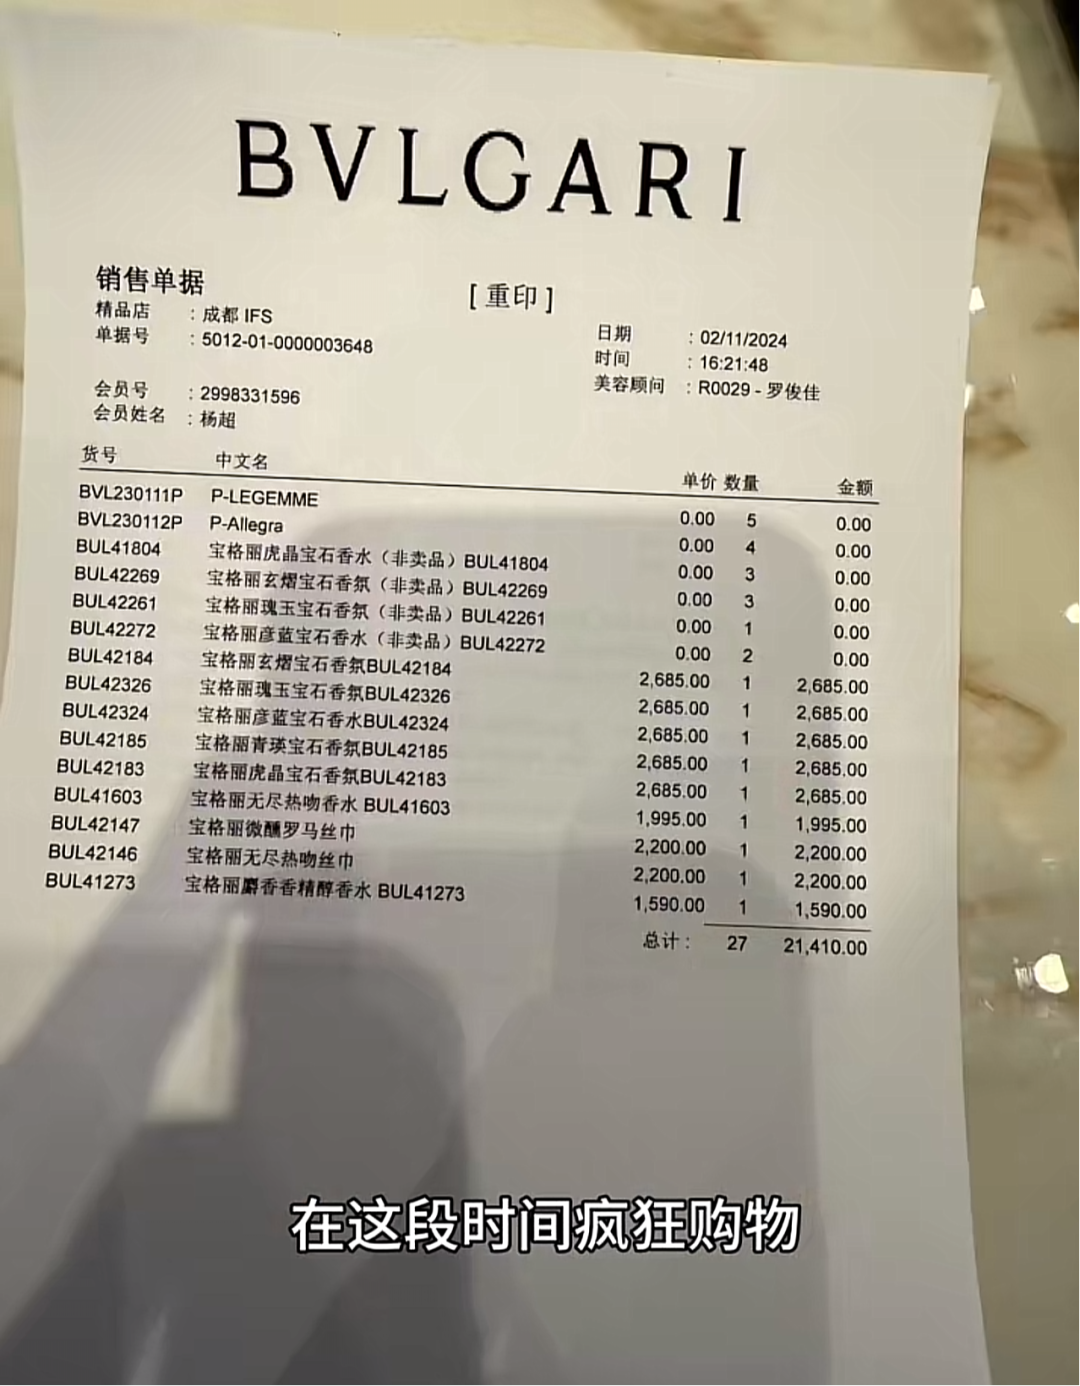 BVLGARI
销售单据
[ 重印 ]
精品店 : 成都 IFS
单据号 : 5012-01-0000003648
日期 : 02/11/2024
时间 : 16:21:48
美容顾问 : R0029 - 罗俊佳
会员号 : 2998331596
会员姓名 : 杨超
货号 中文名 单价 数量 金额
BVL230111P P-LEGEMME 0.00 5 0.00
BVL230112P P-Allegra 0.00 4 0.00
BUL41804 宝格丽虎晶宝石香水（非卖品）BUL41804 0.00 3 0.00
BUL42269 宝格丽玄熠宝石香氛（非卖品）BUL42269 0.00 3 0.00
BUL42261 宝格丽瑰玉宝石香氛（非卖品）BUL42261 0.00 1 0.00
BUL42272 宝格丽彦蓝宝石香水（非卖品）BUL42272 0.00 2 0.00
BUL42184 宝格丽玄熠宝石香氛BUL42184 2,685.00 1 2,685.00
BUL42326 宝格丽瑰玉宝石香氛BUL42326 2,685.00 1 2,685.00
BUL42324 宝格丽彦蓝宝石香水BUL42324 2,685.00 1 2,685.00
BUL42185 宝格丽青瑛宝石香氛BUL42185 2,685.00 1 2,685.00
BUL42183 宝格丽虎晶宝石香氛BUL42183 2,685.00 1 2,685.00
BUL41603 宝格丽无尽热吻香水 BUL41603 1,995.00 1 1,995.00
BUL42147 宝格丽微醺罗马丝巾 2,200.00 1 2,200.00
BUL42146 宝格丽无尽热吻丝巾 2,200.00 1 2,200.00
BUL41273 宝格丽麝香香精醇香水 BUL41273 1,590.00 1 1,590.00
总计 : 27 21,410.00
在这段时间疯狂购物